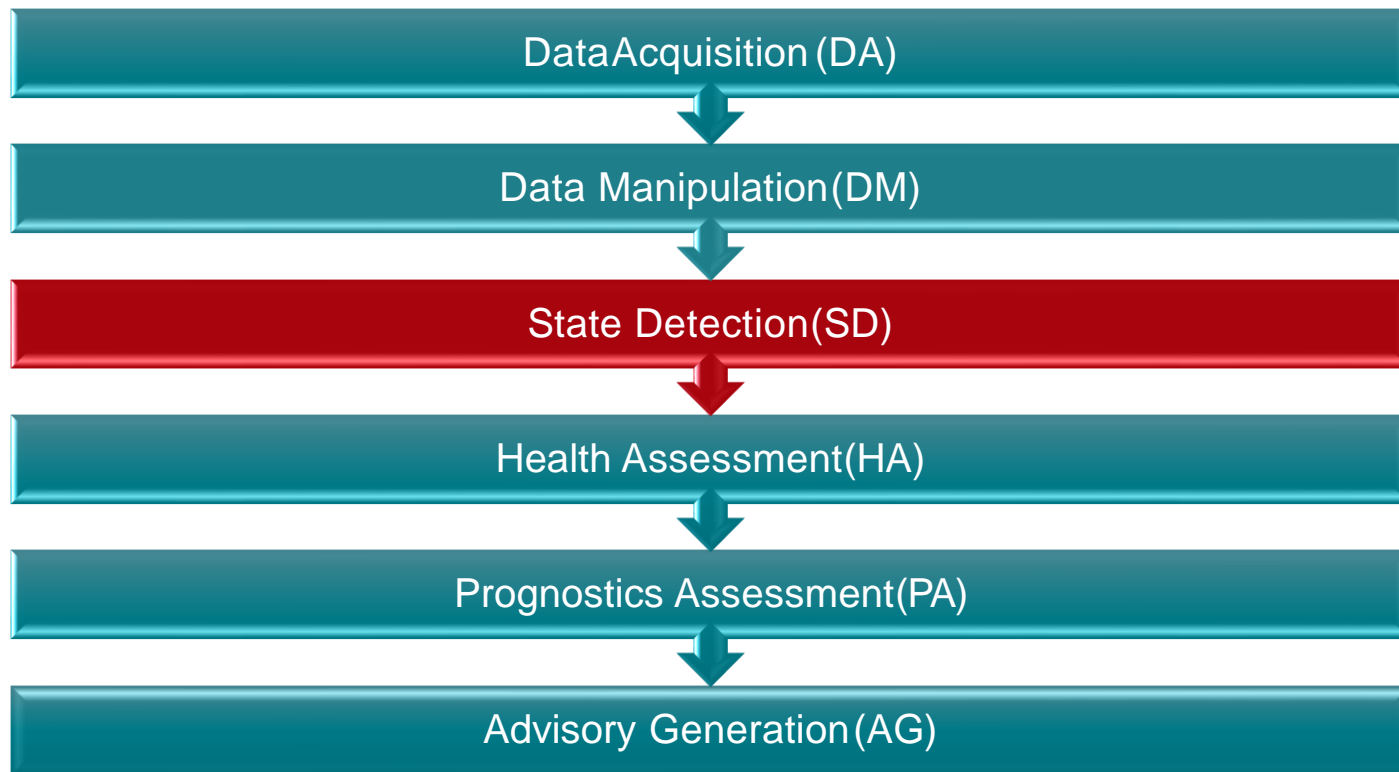 DataAcquisition (DA)
Data Manipulation(DM)
State Detection(SD)
Health Assessment(HA)
Prognostics Assessment(PA)
Advisory Generation(AG)